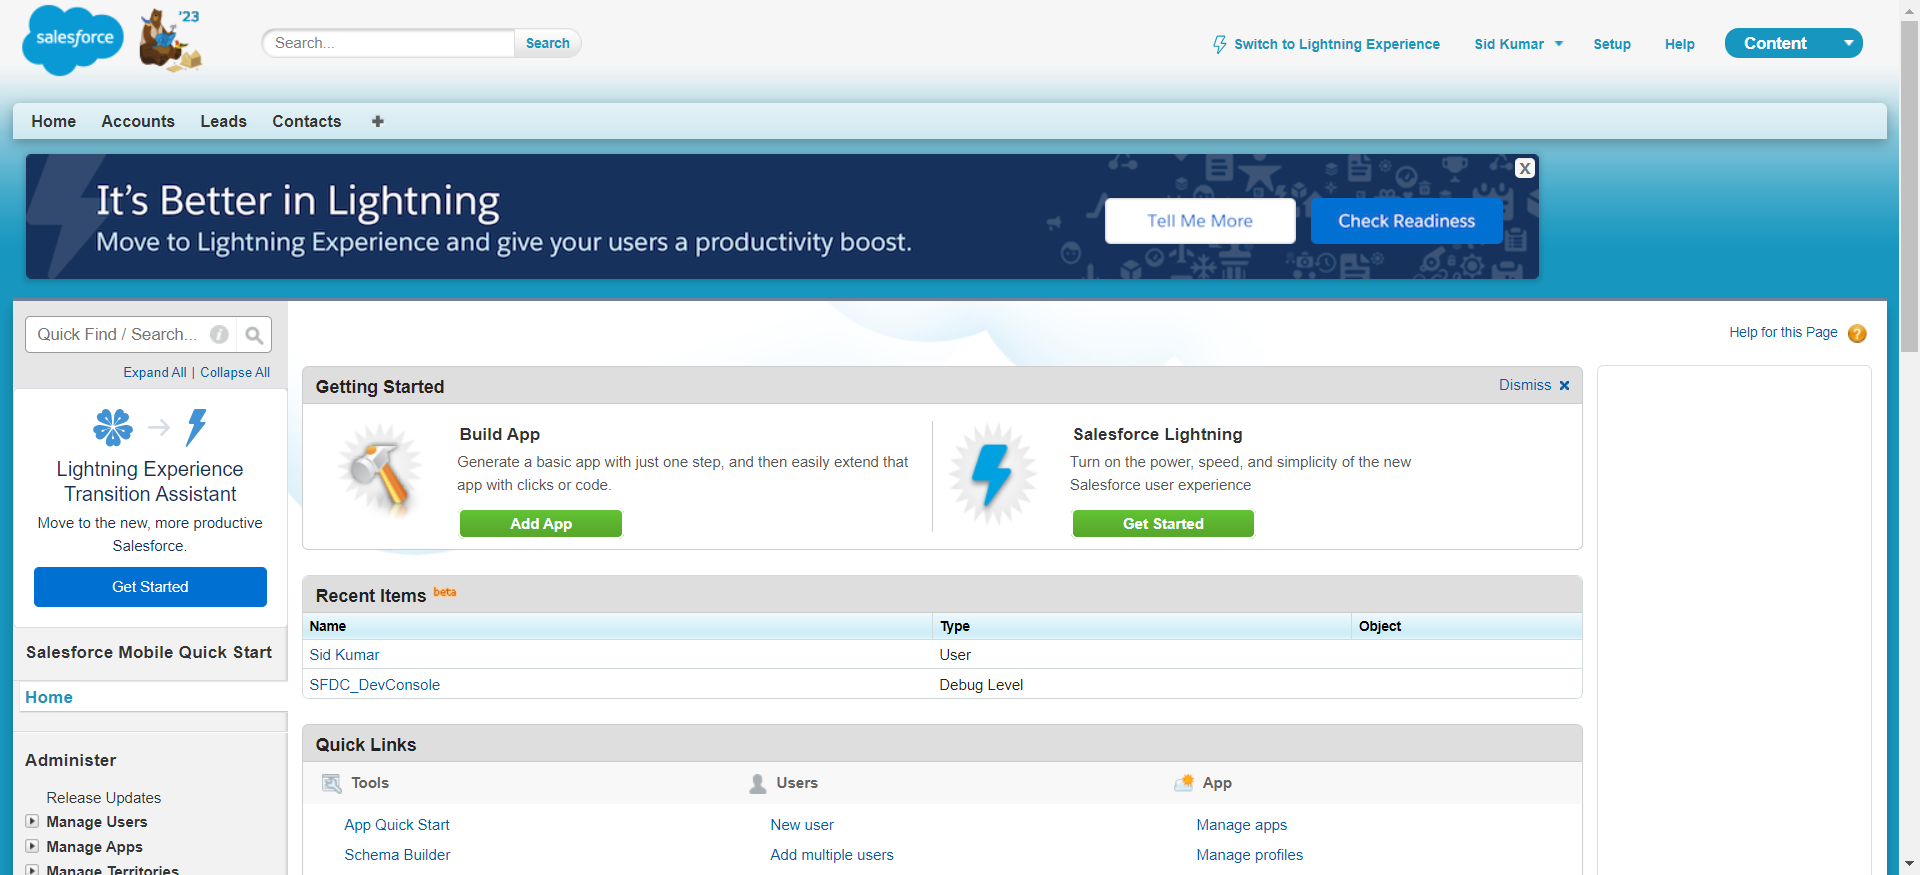 salesforce
'23
Search...
Search
Switch to Lightning Experience
Sid Kumar
Setup
Help
Content
Home
Accounts
Leads
Contacts
+
It's Better in Lightning
Move to Lightning Experience and give your users a productivity boost.
Tell Me More
Check Readiness
X
Quick Find / Search...
i
Expand All | Collapse All
Lightning Experience
Transition Assistant
Move to the new, more productive
Salesforce.
Get Started
Salesforce Mobile Quick Start
Home
Administer
Release Updates
Manage Users
Manage Apps
Manage Territories
Help for this Page ?
Getting Started
Dismiss x
Build App
Generate a basic app with just one step, and then easily extend that
app with clicks or code.
Add App
Salesforce Lightning
Turn on the power, speed, and simplicity of the new
Salesforce user experience
Get Started
Recent Items beta
Name Type Object
Sid Kumar User
SFDC_DevConsole Debug Level
Quick Links
Tools Users App
App Quick Start New user Manage apps
Schema Builder Add multiple users Manage profiles